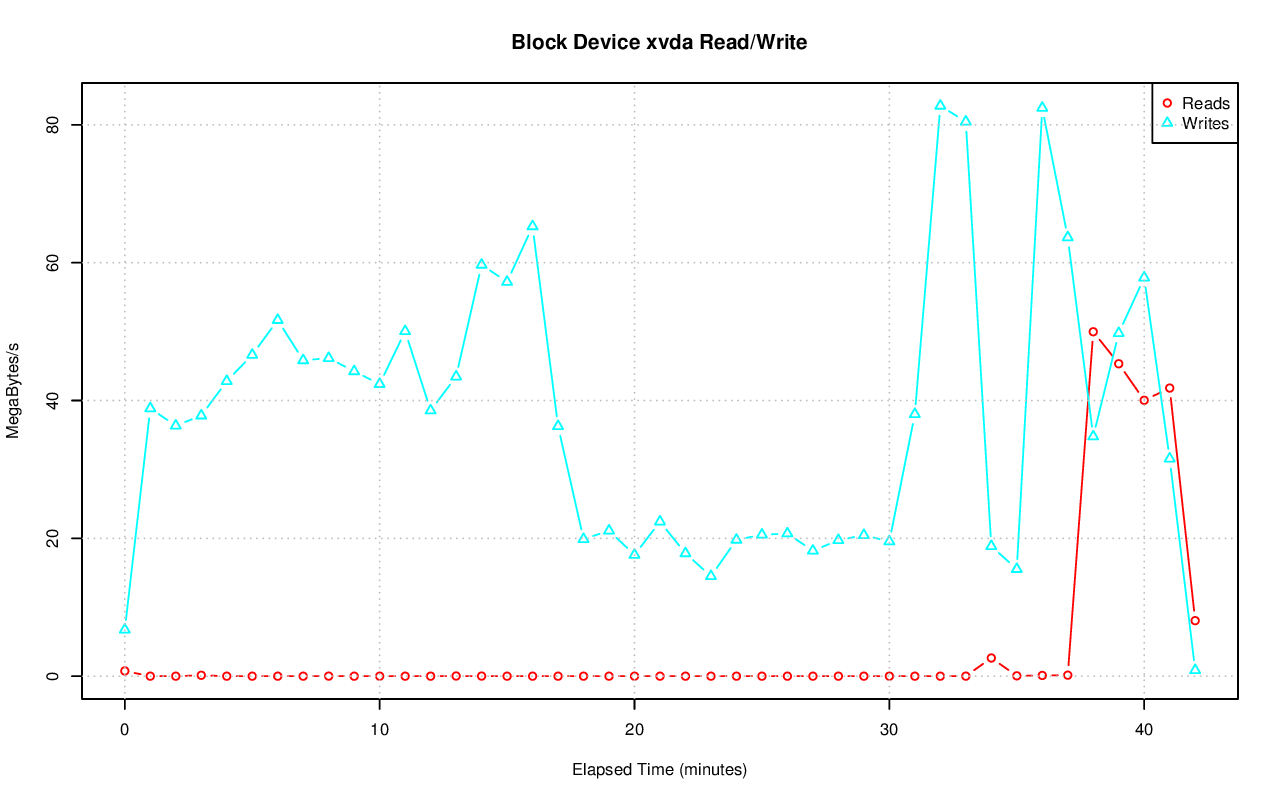 Block Device xvda Read/Write
Reads
Writes
MegaBytes/s
80
60
40
20
0
0 10 20 30 40
Elapsed Time (minutes)